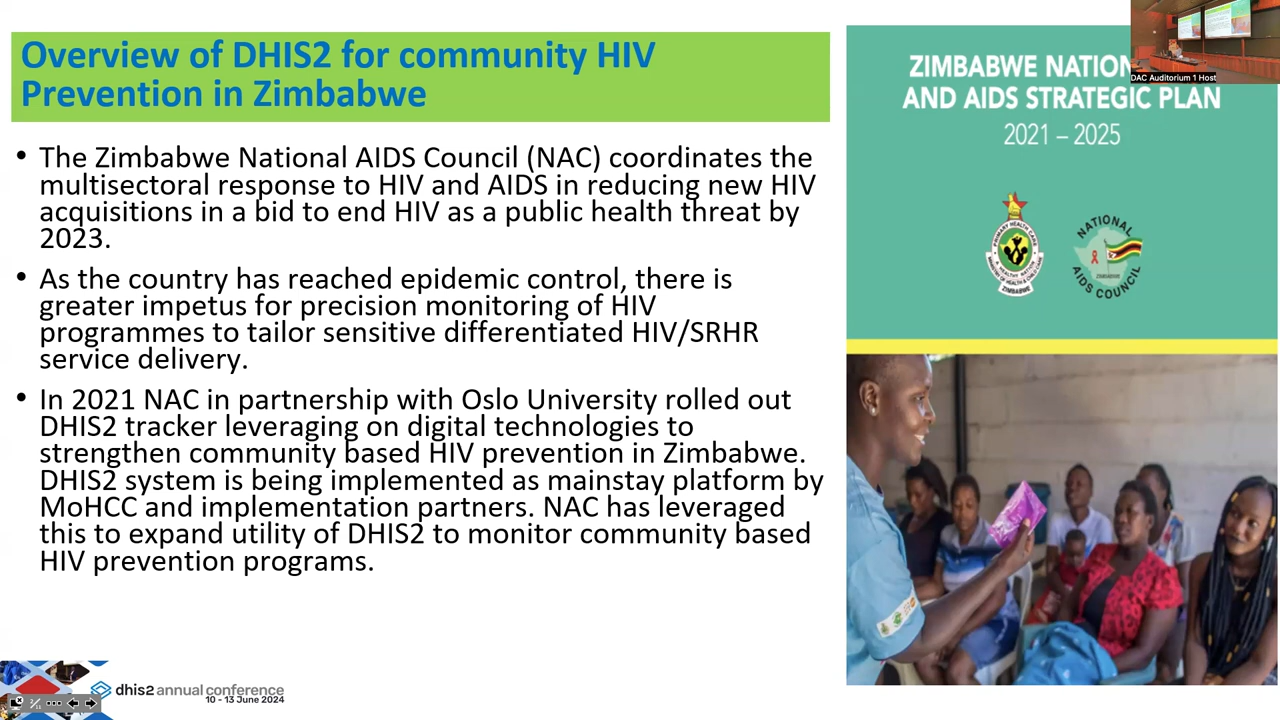 Overview of DHIS2 for community HIV
Prevention in Zimbabwe
• The Zimbabwe National AIDS Council (NAC) coordinates the
multisectoral response to HIV and AIDS in reducing new HIV
acquisitions in a bid to end HIV as a public health threat by
2023.
• As the country has reached epidemic control, there is
greater impetus for precision monitoring of HIV
programmes to tailor sensitive differentiated HIV/SRHR
service delivery.
• In 2021 NAC in partnership with Oslo University rolled out
DHIS2 tracker leveraging on digital technologies to
strengthen community based HIV prevention in Zimbabwe.
DHIS2 system is being implemented as mainstay platform by
MoHCC and implementation partners. NAC has leveraged
this to expand utility of DHIS2 to monitor community based
HIV prevention programs.
ZIMBABWE NATION
AND AIDS STRATEGIC PLAN
2021 – 2025
DAC Auditorium 1 Host
PRIMARY HEALTH CARE
ZIMBABWE
NATIONAL
AIDS COUNCIL
dhis2 annual conference
10 - 13 June 2024